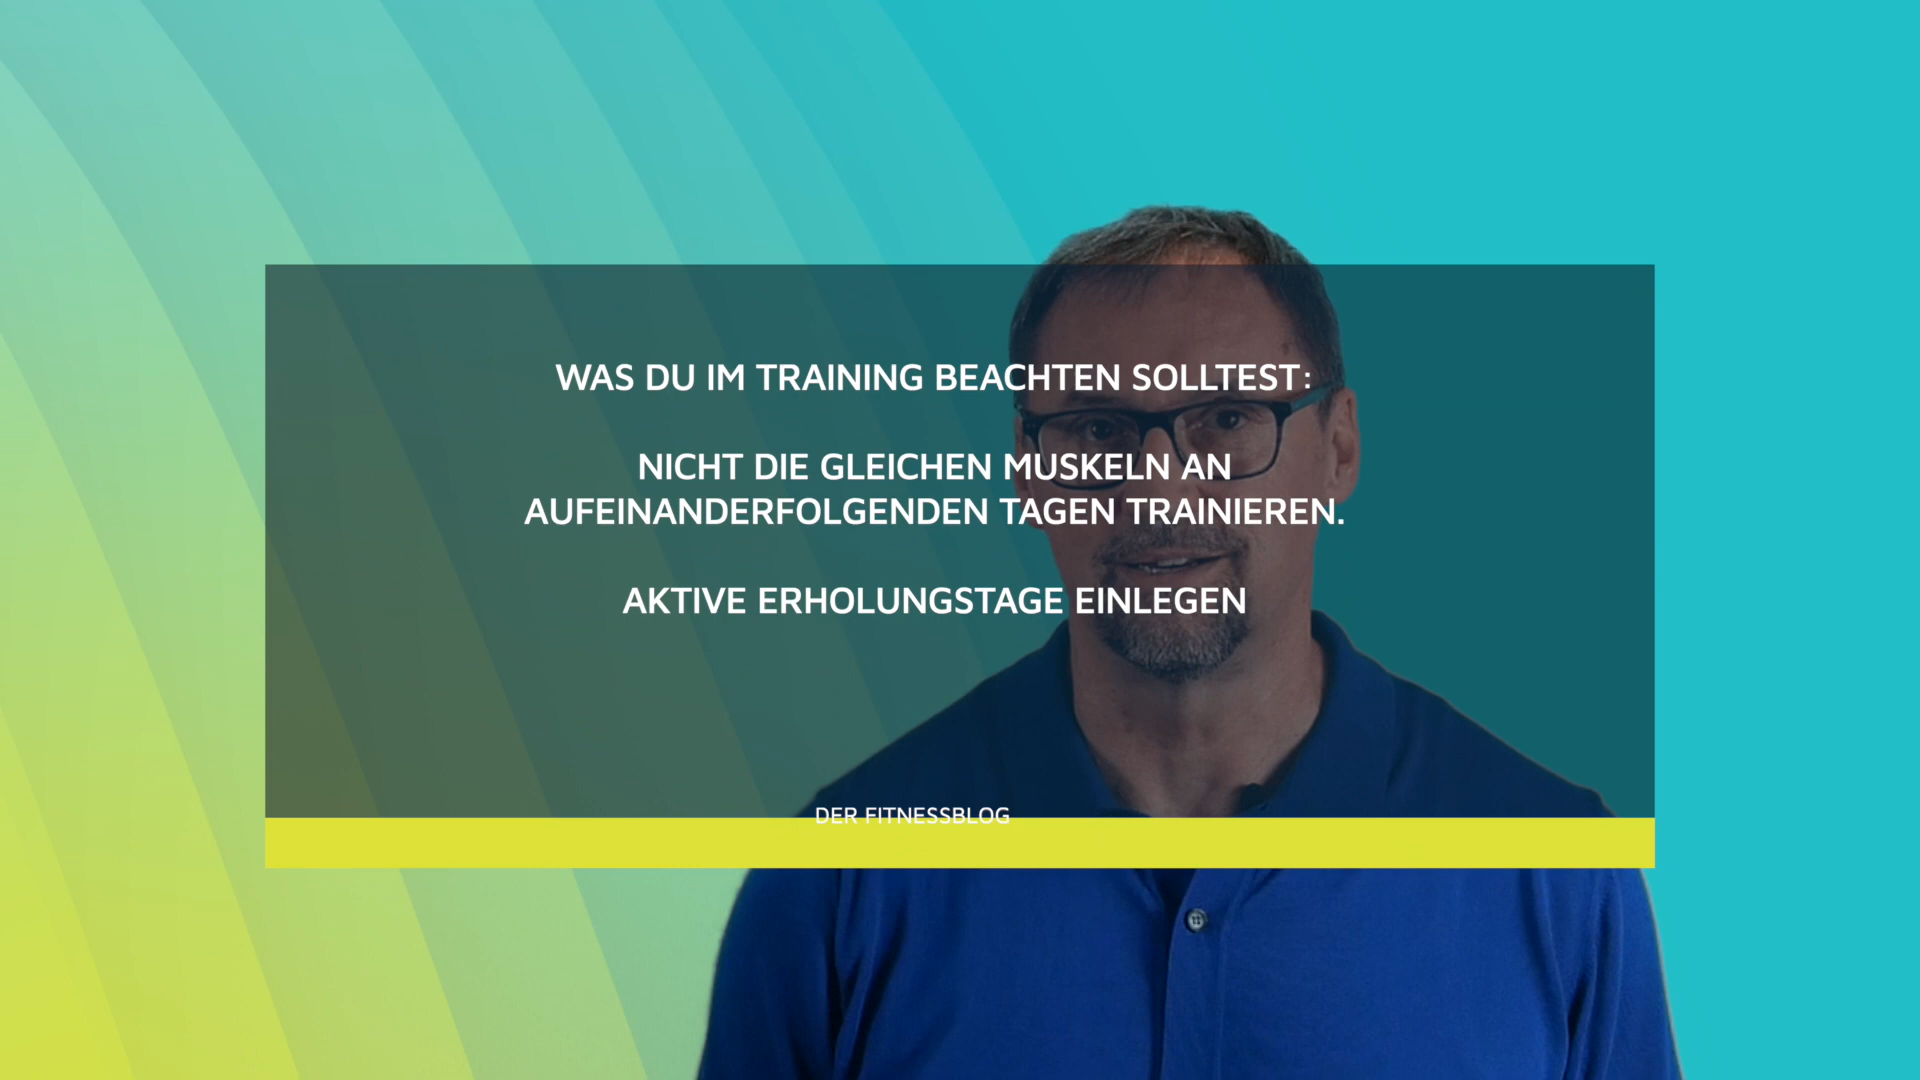 WAS DU IM TRAINING BEACHTEN SOLLTEST:
NICHT DIE GLEICHEN MUSKELN AN
AUFEINANDERFOLGENDEN TAGEN TRAINIEREN.
AKTIVE ERHOLUNGSTAGE EINLEGEN
DER FITNESSBLOG